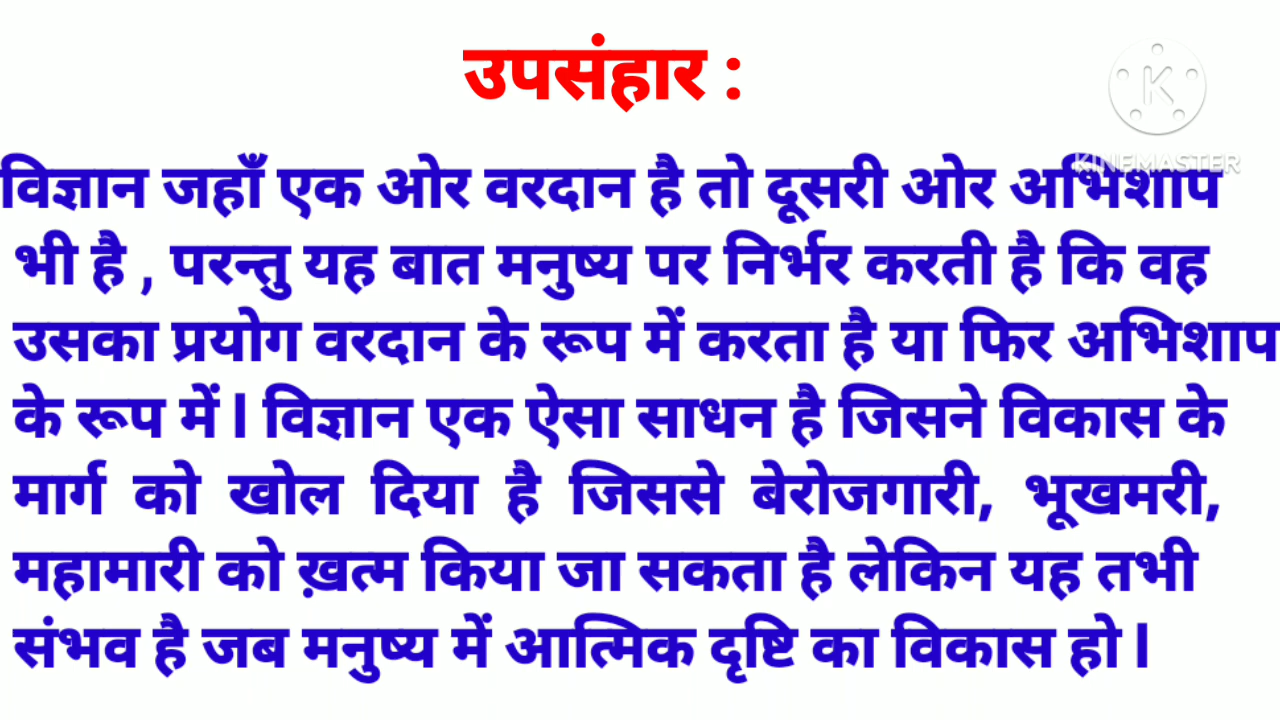 उपसंहार :
KINEMASTER
विज्ञान जहाँ एक ओर वरदान है तो दूसरी ओर अभिशाप
भी है , परन्तु यह बात मनुष्य पर निर्भर करती है कि वह
उसका प्रयोग वरदान के रूप में करता है या फिर अभिशाप
के रूप में l विज्ञान एक ऐसा साधन है जिसने विकास के
मार्ग को खोल दिया है जिससे बेरोजगारी, भूखमरी,
महामारी को ख़त्म किया जा सकता है लेकिन यह तभी
संभव है जब मनुष्य में आत्मिक दृष्टि का विकास हो l